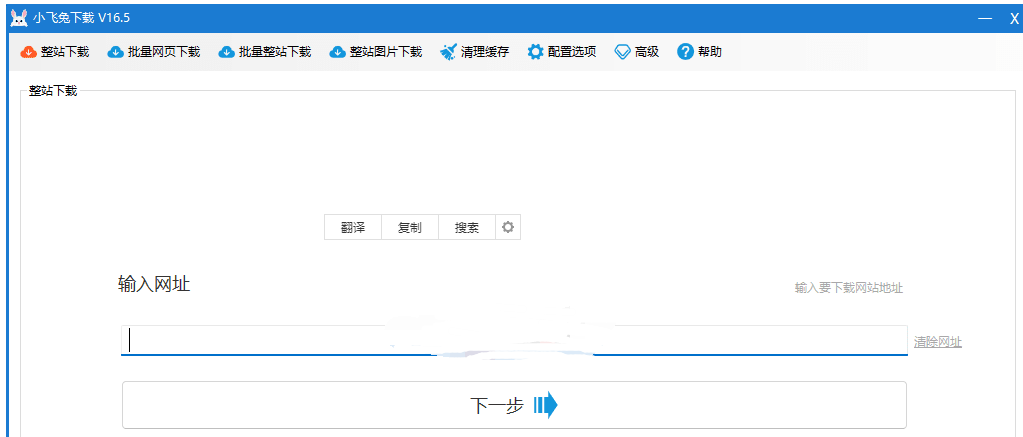 小飞兔下载 V16.5
整站下载 批量网页下载 批量整站下载 整站图片下载 清理缓存 配置选项 高级 帮助
整站下载
翻译 复制 搜索
输入网址 输入要下载网站地址
清除网址
下一步